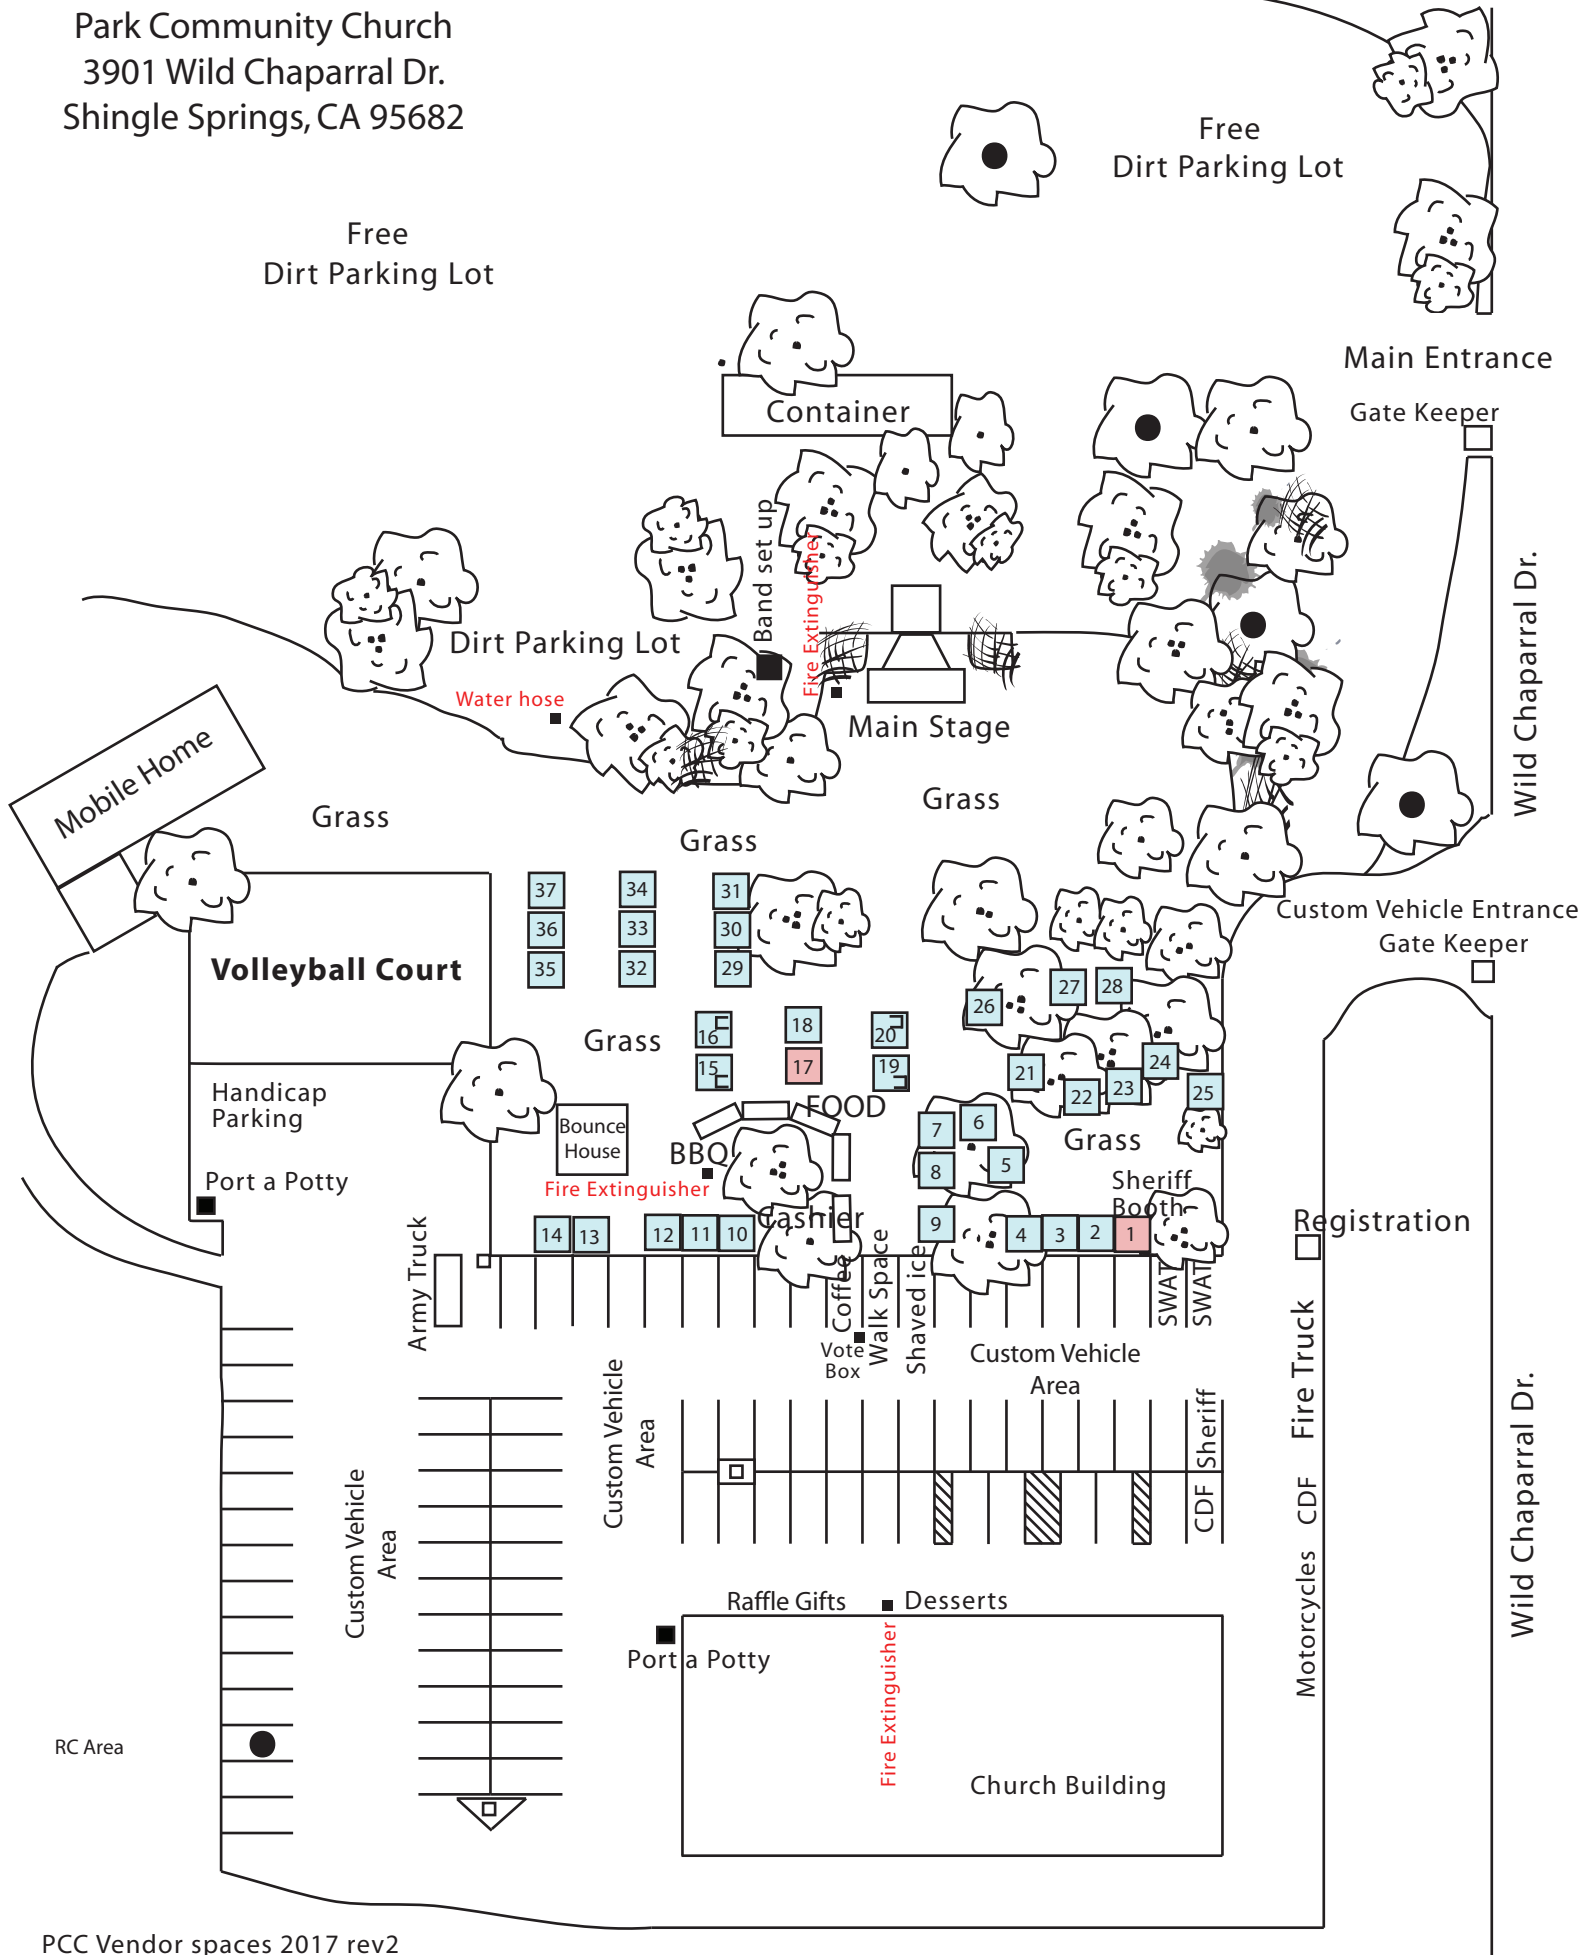 Park Community Church
3901 Wild Chaparral Dr.
Shingle Springs, CA 95682
Free
Dirt Parking Lot
Free
Dirt Parking Lot
Main Entrance
Gate Keeper
Container
Band set up
Fire Extinguisher
Dirt Parking Lot
Water hose
Main Stage
Wild Chaparral Dr.
Mobile Home
Grass
Grass
Grass
37
34
31
36
33
30
35
32
29
Custom Vehicle Entrance
Gate Keeper
Volleyball Court
26
27
28
Grass
16
18
20
15
17
19
21
22
23
24
25
Handicap
Parking
Bounce
House
FOOD
BBQ
Fire Extinguisher
7
6
8
5
Grass
Port a Potty
Sheriff
Booth
14
13
12
11
10
Cashier
9
4
3
2
1
Registration
Army Truck
Coffee
Walk Space
Shaved ice
SWAT
SWAT
Vote
Box
Custom Vehicle
Area
Fire Truck
Custom Vehicle
Area
Sheriff
CDF
CDF
Custom Vehicle
Area
Motorcycles
Wild Chaparral Dr.
Raffle Gifts
Desserts
Port a Potty
Fire Extinguisher
RC Area
Church Building
PCC Vendor spaces 2017 rev2